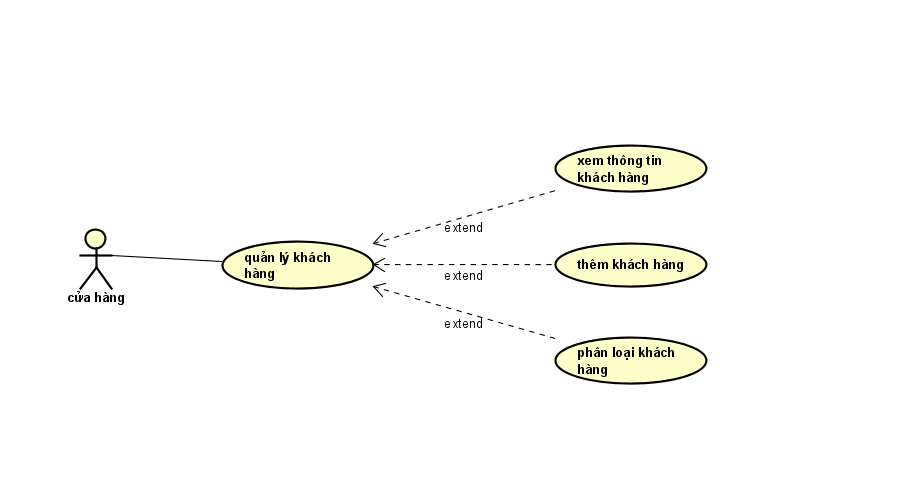 xem thông tin
khách hàng
extend
quản lý khách
hàng
thêm khách hàng
extend
cửa hàng
extend
phân loại khách
hàng